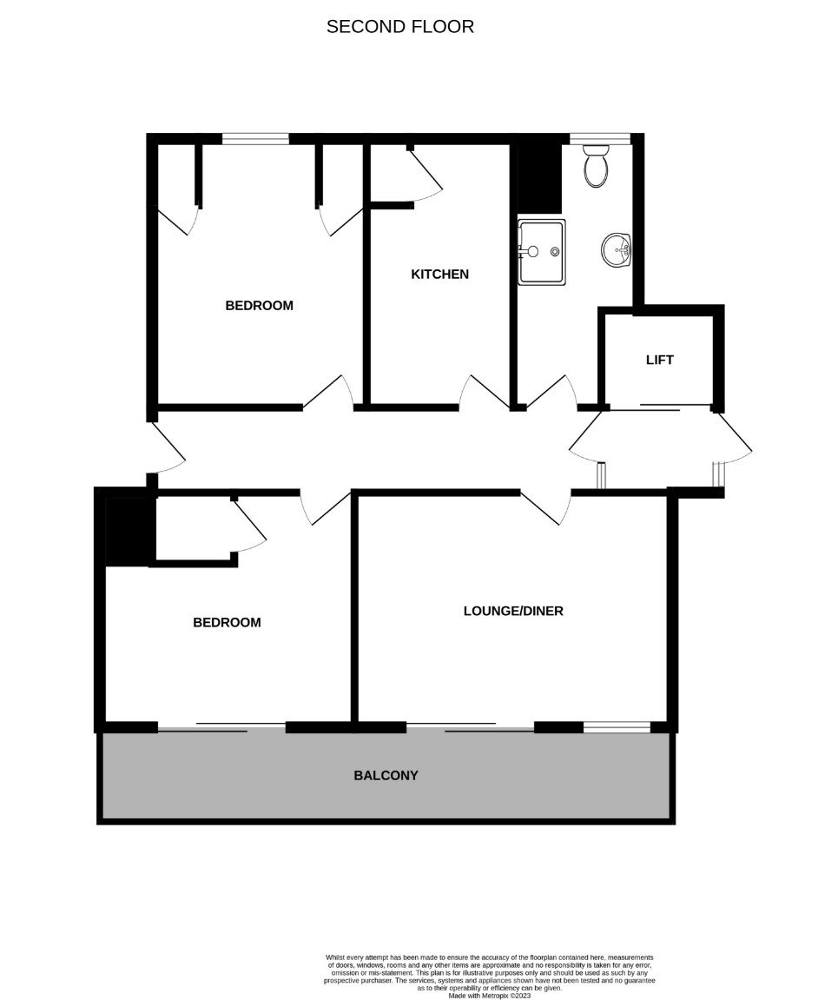 SECOND FLOOR
KITCHEN
BEDROOM
LIFT
LOUNGE/DINER
BEDROOM
BALCONY
Whilst every attempt has been made to ensure the accuracy of the floorplan contained here, measurements
of doors, windows, rooms and any other items are approximate and no responsibility is taken for any error,
omission or mis-statement. This plan is for illustrative purposes only and should be used as such by any
prospective purchaser. The services, systems and appliances shown have not been tested and no guarantee
as to their operability or efficiency can be given.
Made with Metropix ©2023